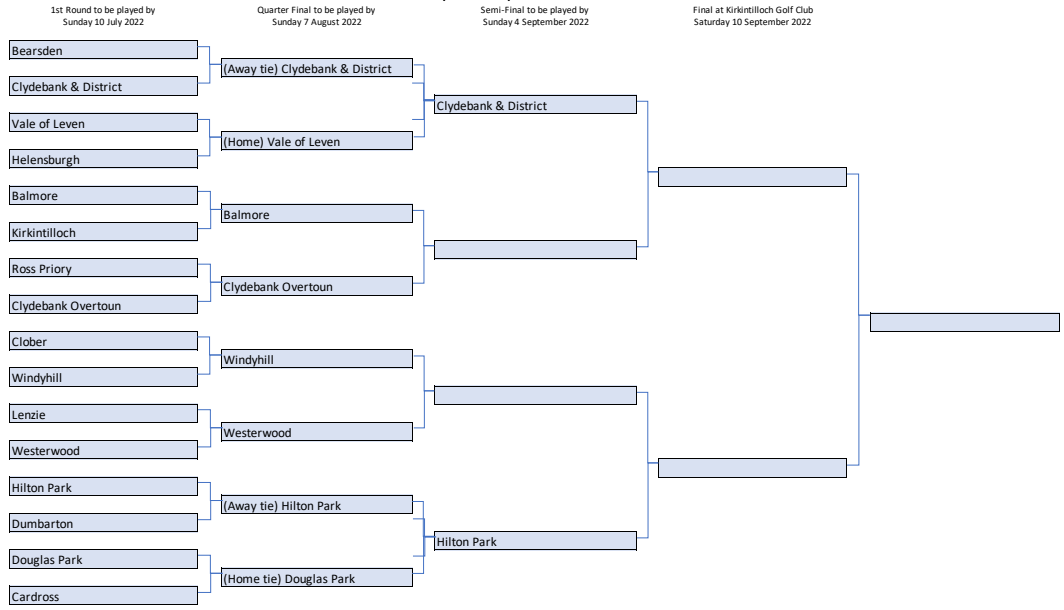 1st Round to be played by
Sunday 10 July 2022
Quarter Final to be played by
Sunday 7 August 2022
Semi-Final to be played by
Sunday 4 September 2022
Final at Kirkintilloch Golf Club
Saturday 10 September 2022
Bearsden
Clydebank & District
Vale of Leven
Helensburgh
Balmore
Kirkintilloch
Ross Priory
Clydebank Overtoun
Clober
Windyhill
Lenzie
Westerwood
Hilton Park
Dumbarton
Douglas Park
Cardross
(Away tie) Clydebank & District
(Home) Vale of Leven
Balmore
Clydebank Overtoun
Windyhill
Westerwood
(Away tie) Hilton Park
(Home tie) Douglas Park
Clydebank & District
Hilton Park